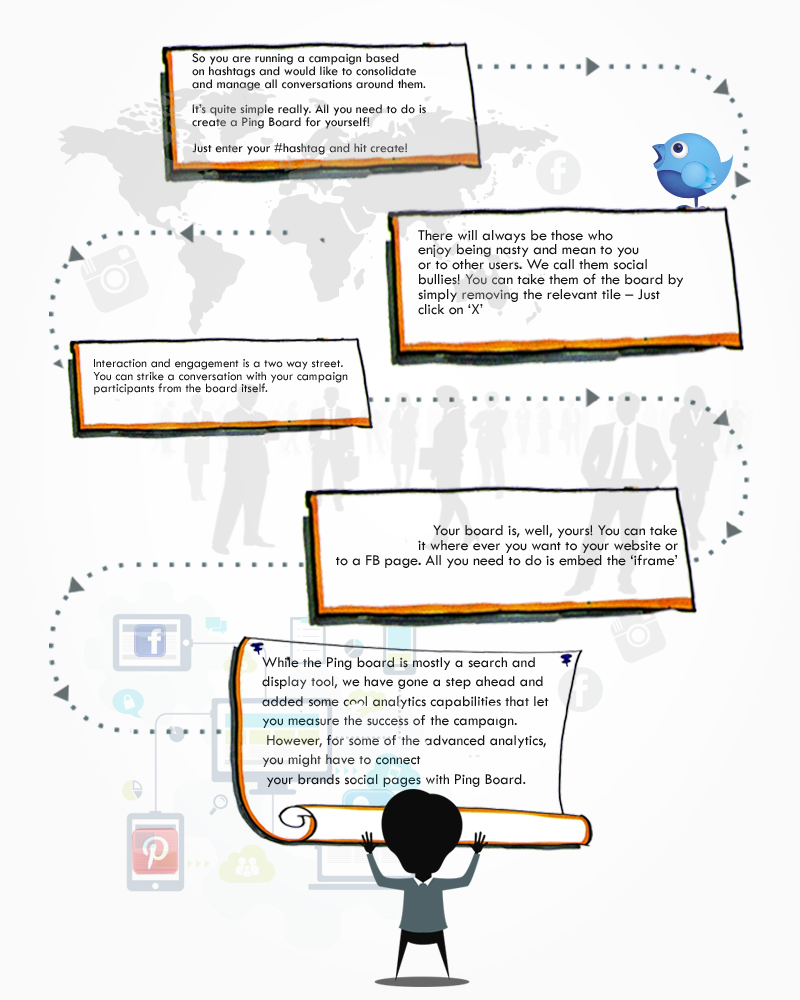 So you are running a campaign based
on hashtags and would like to consolidate
and manage all conversations around them.
It's quite simple really. All you need to do is
create a Ping Board for yourself!
Just enter your #hashtag and hit create!
There will always be those who
enjoy being nasty and mean to you
or to other users. We call them social
bullies! You can take them of the board by
simply removing the relevant tile – Just
click on 'X'
Interaction and engagement is a two way street.
You can strike a conversation with your campaign
participants from the board itself.
Your board is, well, yours! You can take
it where ever you want to your website or
to a FB page. All you need to do is embed the 'iframe'
While the Ping board is mostly a search and
display tool, we have gone a step ahead and
added some cool analytics capabilities that let
you measure the success of the campaign.
However, for some of the advanced analytics,
you might have to connect
your brands social pages with Ping Board.